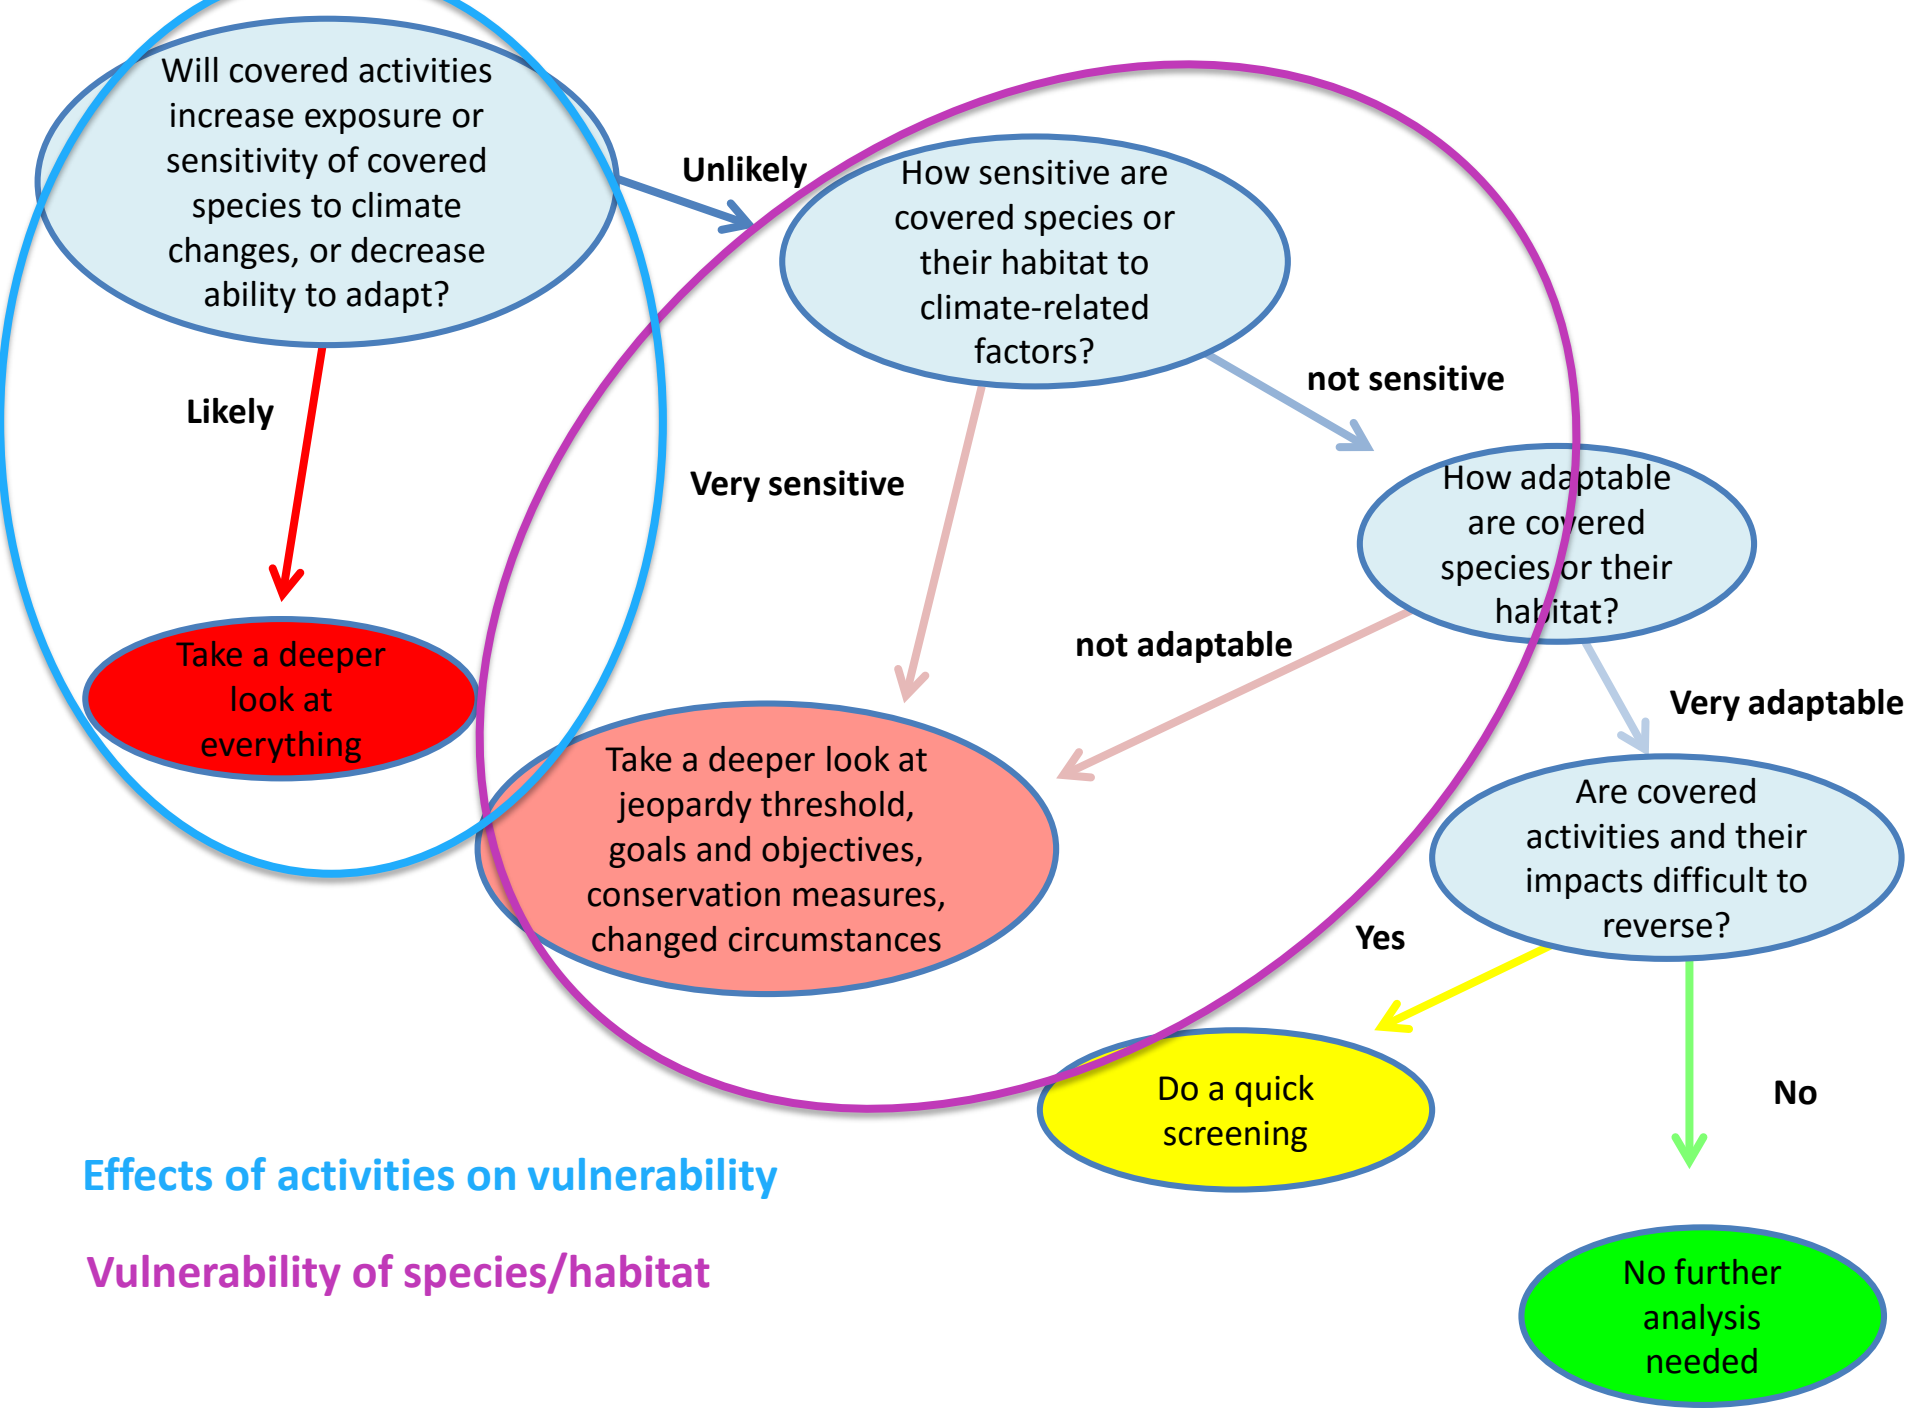 Will covered activities
increase exposure or
sensitivity of covered
species to climate
changes, or decrease
ability to adapt?
Unlikely
How sensitive are
covered species or
their habitat to
climate-related
factors?
Likely
not sensitive
Very sensitive
How adaptable
are covered
species or their
habitat?
Take a deeper
look at
everything
not adaptable
Very adaptable
Take a deeper look at
jeopardy threshold,
goals and objectives,
conservation measures,
changed circumstances
Are covered
activities and their
impacts difficult to
reverse?
Yes
Do a quick
screening
No
No further
analysis
needed
Effects of activities on vulnerability
Vulnerability of species/habitat